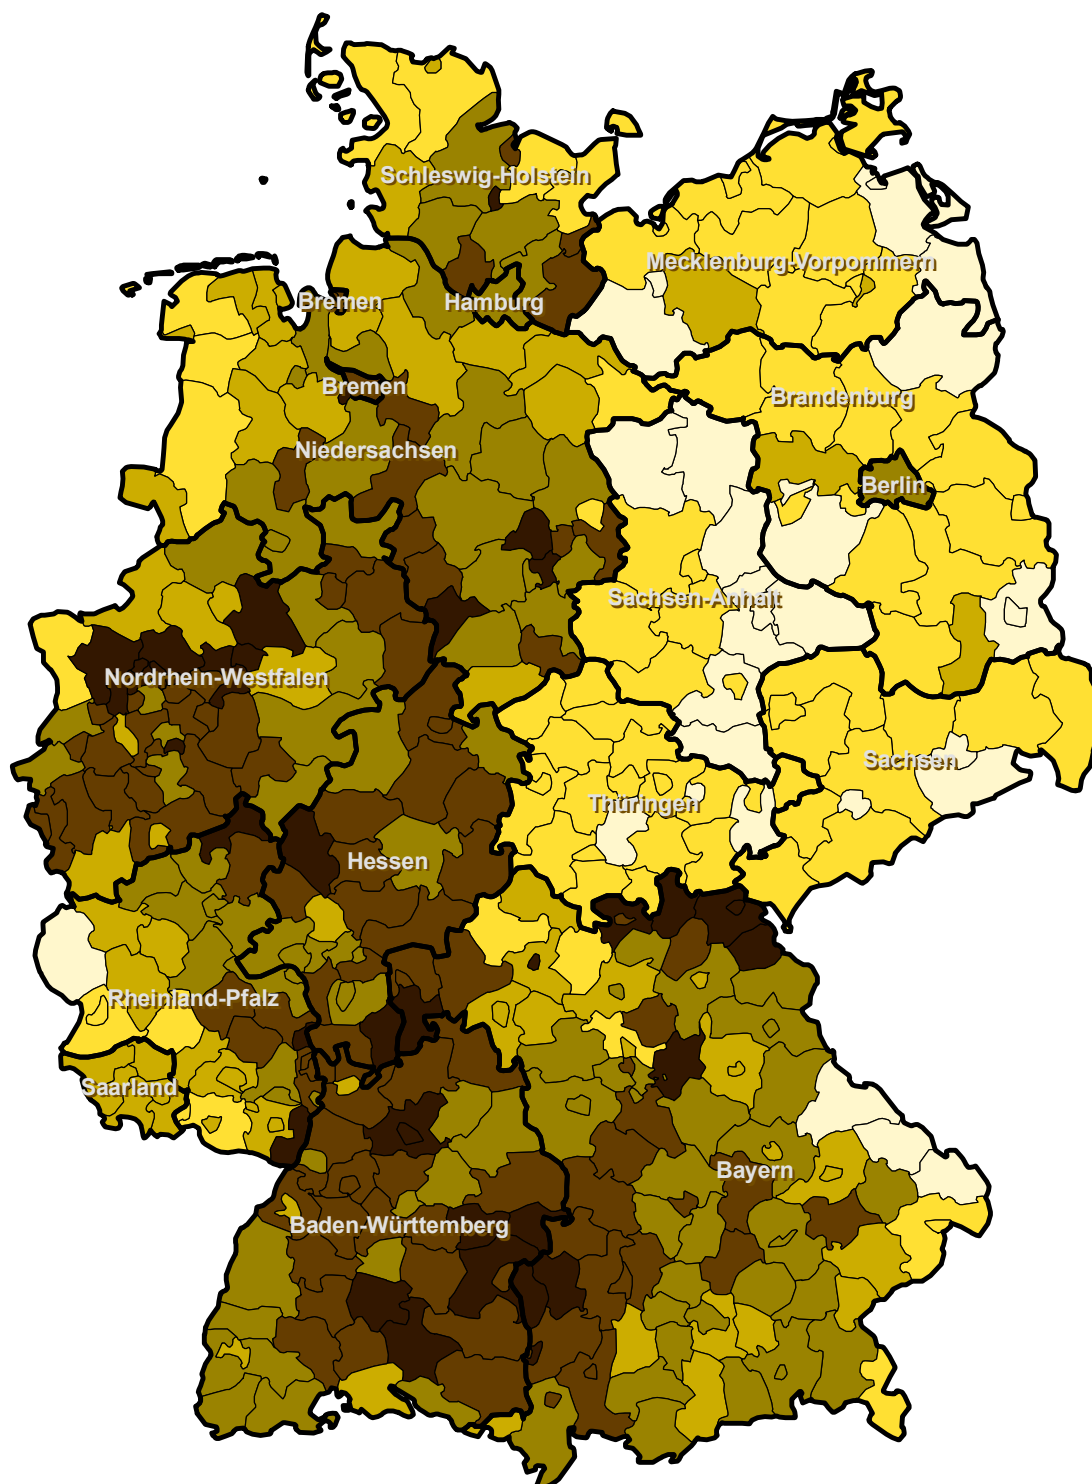 Schleswig-Holstein
Mecklenburg-Vorpommern
Bremen
Hamburg
Bremen
Brandenburg
Niedersachsen
Berlin
Sachsen-Anhalt
Nordrhein-Westfalen
Sachsen
Thüringen
Hessen
Rheinland-Pfalz
Saarland
Bayern
Baden-Württemberg